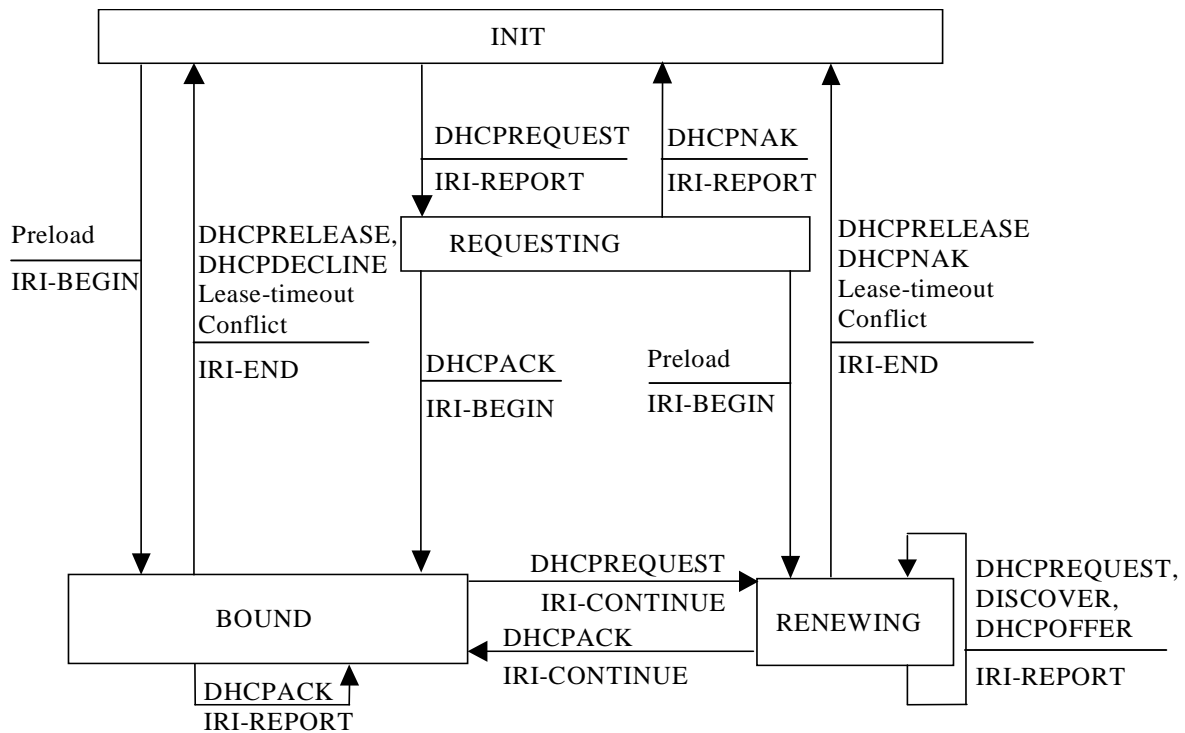 INIT
DHCPREQUEST
IRI-REPORT
DHCPNAK
IRI-REPORT
REQUESTING
Preload
IRI-BEGIN
DHCPRELEASE,
DHCPDECLINE
Lease-timeout
Conflict
IRI-END
DHCPRELEASE
DHCPNAK
Lease-timeout
Conflict
IRI-END
DHCPACK
IRI-BEGIN
Preload
IRI-BEGIN
BOUND
DHCPREQUEST
IRI-CONTINUE
DHCPACK
IRI-CONTINUE
RENEWING
DHCPREQUEST,
DISCOVER,
DHCPOFFER
IRI-REPORT
DHCPACK
IRI-REPORT